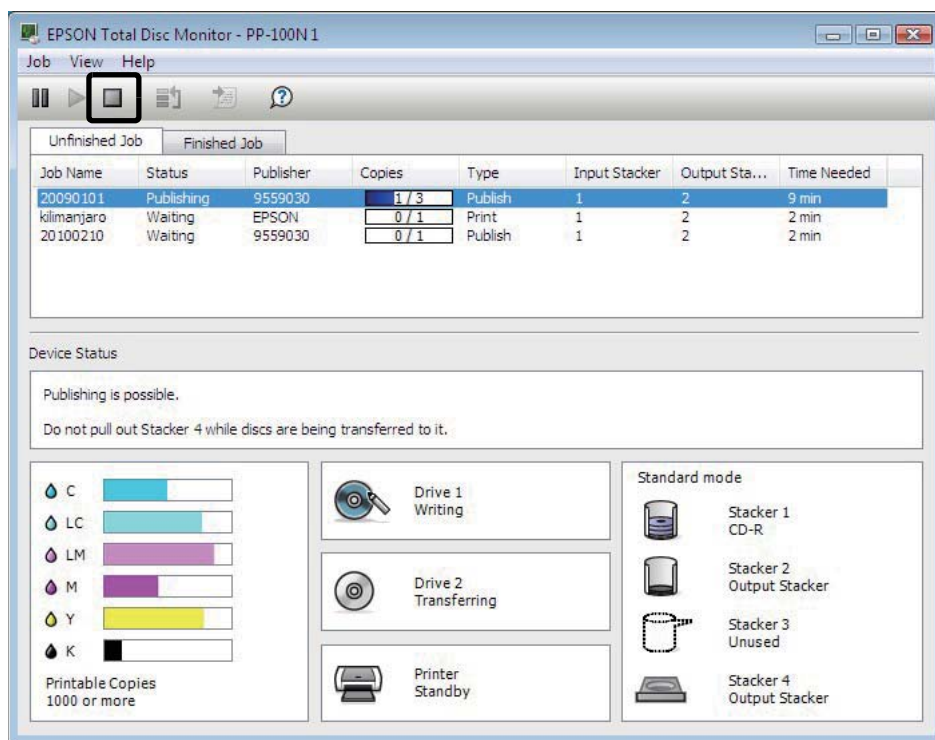 EPSON Total Disc Monitor - PP-100N 1
Job View Help
Unfinished Job Finished Job
Job Name Status Publisher Copies Type Input Stacker Output Sta... Time Needed
20090101 Publishing 9559030 1 / 3 Publish 1 2 9 min
kilimanjaro Waiting EPSON 0 / 1 Print 1 2 2 min
20100210 Waiting 9559030 0 / 1 Publish 1 2 2 min
Device Status
Publishing is possible.
Do not pull out Stacker 4 while discs are being transferred to it.
C
LC
LM
M
Y
K
Printable Copies
1000 or more
Drive 1
Writing
Drive 2
Transferring
Printer
Standby
Standard mode
Stacker 1
CD-R
Stacker 2
Output Stacker
Stacker 3
Unused
Stacker 4
Output Stacker